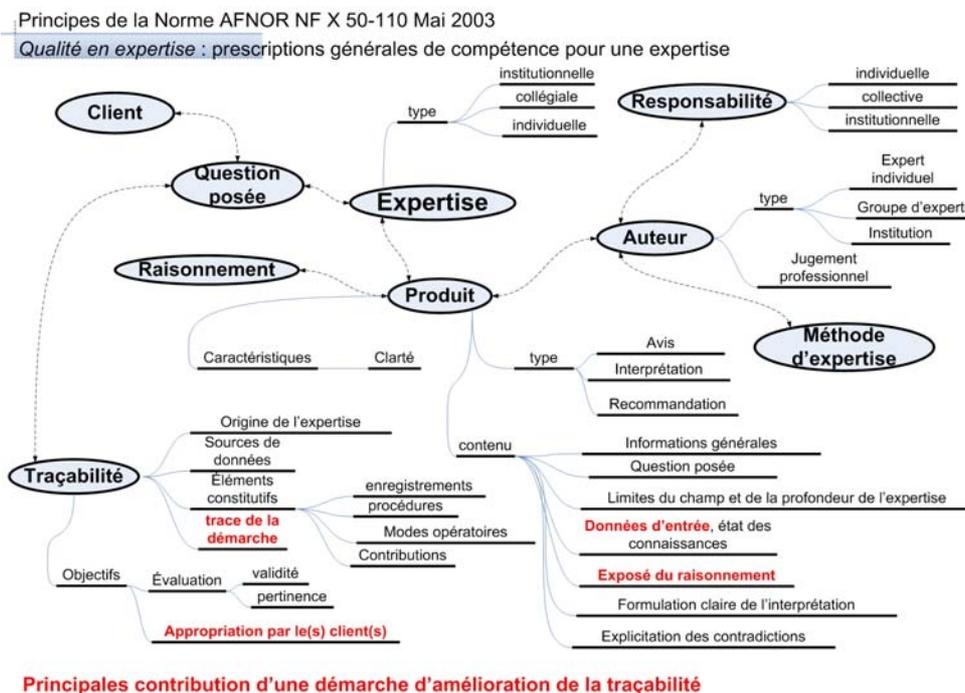 Principes de la Norme AFNOR NF X 50-110 Mai 2003
Qualité en expertise : prescriptions générales de compétence pour une expertise
Client
Question
posée
Expertise
type
institutionnelle
collégiale
individuelle
Responsabilité
individuelle
collective
institutionnelle
Auteur
type
Expert
individuel
Groupe d'expert
Institution
Jugement
professionnel
Méthode
d'expertise
Raisonnement
Produit
Caractéristiques
Clarté
type
Avis
Interprétation
Recommandation
contenu
Informations générales
Question posée
Limites du champ et de la profondeur de l'expertise
Données d'entrée, état des
connaissances
Exposé du raisonnement
Formulation claire de l'interprétation
Explicitation des contradictions
Traçabilité
Origine de l'expertise
Sources de
données
Éléments
constitutifs
enregistrements
procédures
Modes opératoires
Contributions
trace de la
démarche
Objectifs
Évaluation
validité
pertinence
Appropriation par le(s) client(s)
Principales contribution d'une démarche d'amélioration de la traçabilité